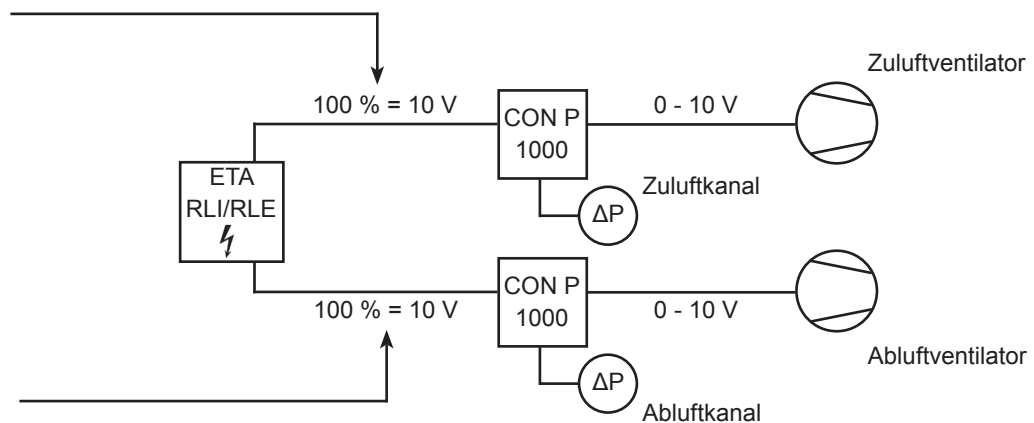 Zuluftventilator
100 % = 10 V
CON P
1000
0 - 10 V
ETA
RLI/RLE
Zuluftkanal
ΔP
100 % = 10 V
CON P
1000
0 - 10 V
Abluftventilator
ΔP
Abluftkanal